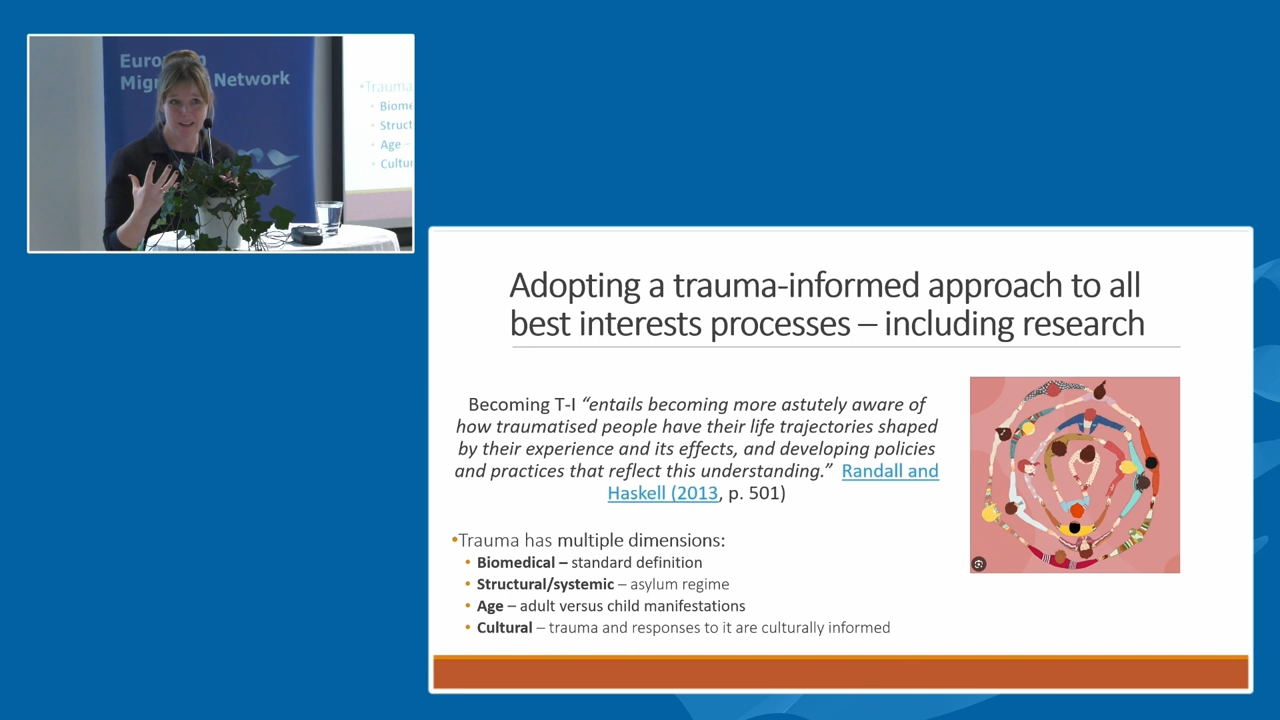 European
Migration Network
•Trauma
• Biome
• Struct
• Age –
• Cultur
Adopting a trauma-informed approach to all
best interests processes – including research
Becoming T-I “entails becoming more astutely aware of
how traumatised people have their life trajectories shaped
by their experience and its effects, and developing policies
and practices that reflect this understanding.” Randall and
Haskell (2013, p. 501)
•Trauma has multiple dimensions:
• Biomedical – standard definition
• Structural/systemic – asylum regime
• Age – adult versus child manifestations
• Cultural – trauma and responses to it are culturally informed